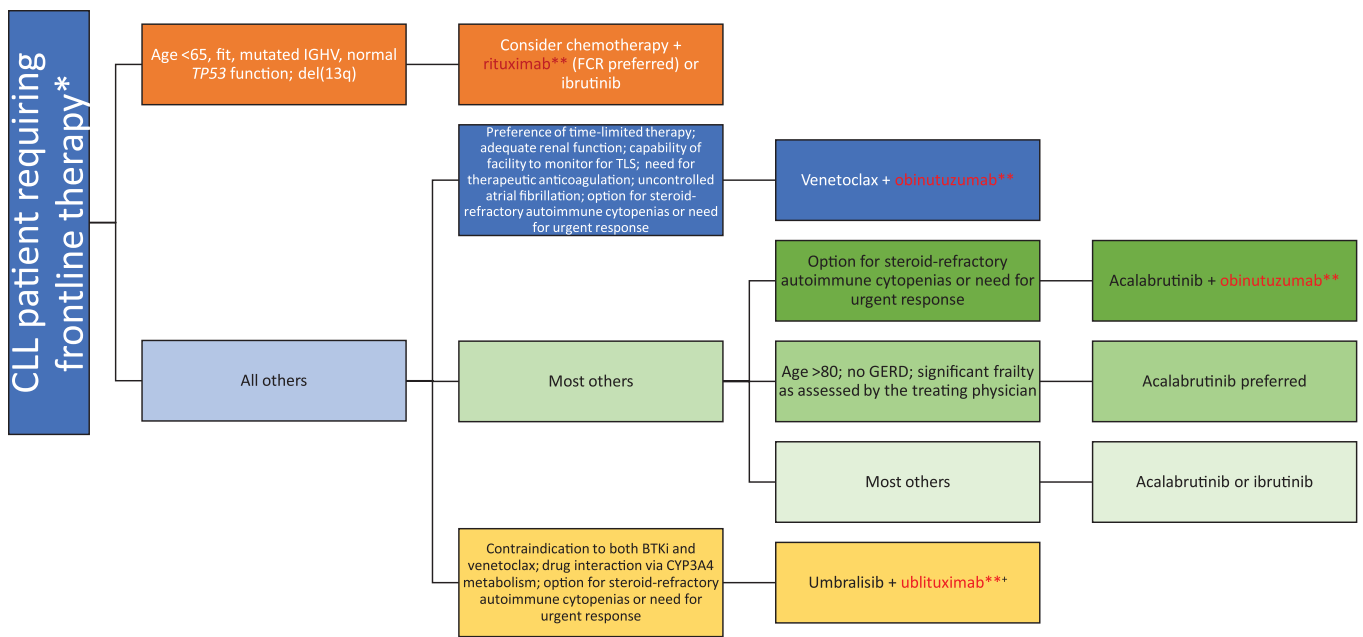 CLL patient requiring
frontline therapy*
Age <65, fit, mutated IGHV, normal
TP53 function; del(13q)
Consider chemotherapy +
rituximab** (FCR preferred) or
ibrutinib
Preference of time-limited therapy;
adequate renal function; capability of
facility to monitor for TLS; need for
therapeutic anticoagulation; uncontrolled
atrial fibrillation; option for steroid-
refractory autoimmune cytopenias or need
for urgent response
Venetoclax + obinutuzumab**
Option for steroid-refractory
autoimmune cytopenias or need for
urgent response
Acalabrutinib + obinutuzumab**
All others
Most others
Age >80; no GERD; significant frailty
as assessed by the treating physician
Acalabrutinib preferred
Most others
Acalabrutinib or ibrutinib
Contraindication to both BTKi and
venetoclax; drug interaction via CYP3A4
metabolism; option for steroid-refractory
autoimmune cytopenias or need for
urgent response
Umbralisib + ublituximab**⁺